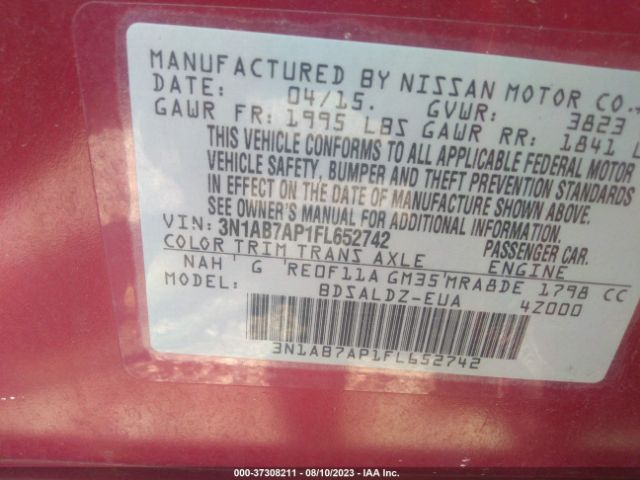 MANUFACTURED BY NISSAN MOTOR CO.
DATE: 04/15. GVWR: 3823
GAWR FR: 1995 LBS GAWR RR: 1841 L
THIS VEHICLE CONFORMS TO ALL APPLICABLE FEDERAL MOTOR
VEHICLE SAFETY, BUMPER AND THEFT PREVENTION STANDARDS
IN EFFECT ON THE DATE OF MANUFACTURE SHOWN ABOVE.
SEE OWNER'S MANUAL FOR ADDITIONAL INFORMATION.
VIN: 3N1AB7AP1FL652742 PASSENGER CAR.
COLOR TRIM TRANS AXLE ENGINE
NAH ' G RE0F11A GM35'MRA8DE 1798 CC
BDSALDZ-EUA 4Z000
3N1AB7AP1FL652742
000-37308211 — 08/10/2023 — IAA Inc.